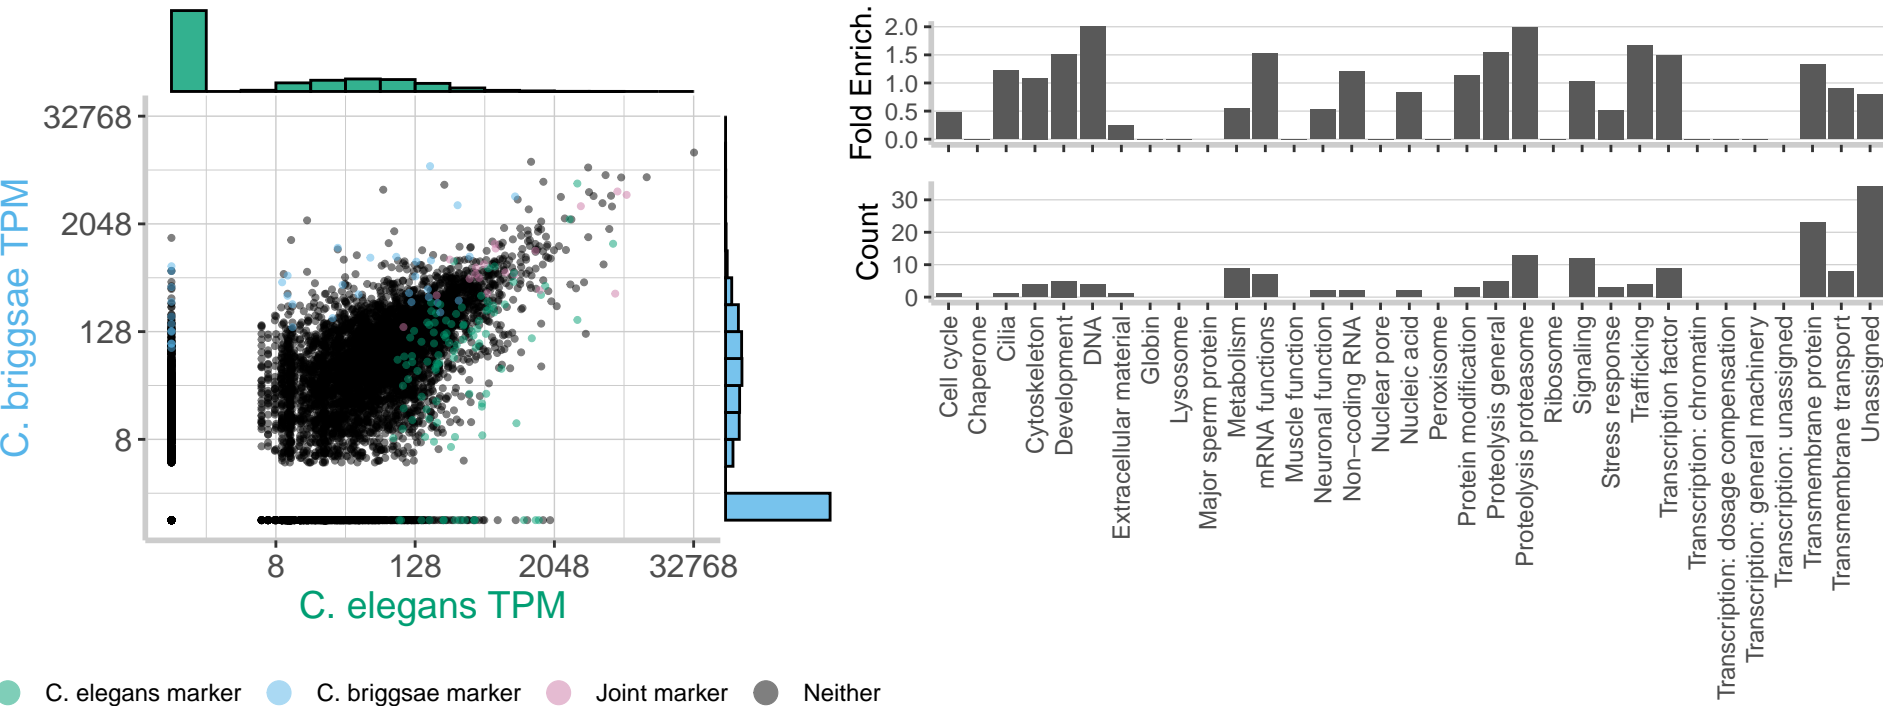 32768
2048
128
8
C. briggsae TPM
8
128
2048
32768
C. elegans TPM
C. elegans marker
C. briggsae marker
Joint marker
Neither
Fold Enrich.
2.0
1.5
1.0
0.5
0.0
Count
30
20
10
0
Cell cycle
Chaperone
Cilia
Cytoskeleton
Development
DNA
Extracellular material
Globin
Lysosome
Major sperm protein
Metabolism
mRNA functions
Muscle function
Neuronal function
Non−coding RNA
Nuclear pore
Nucleic acid
Peroxisome
Protein modification
Proteolysis general
Proteolysis proteasome
Ribosome
Signaling
Stress response
Trafficking
Transcription factor
Transcription: chromatin
Transcription: dosage compensation
Transcription: general machinery
Transcription: unassigned
Transmembrane protein
Transmembrane transport
Unassigned